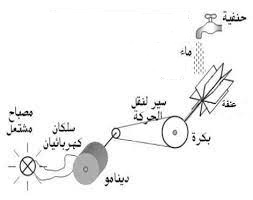 حنفية
ماء
عنفة
سير لنقل
الحركة
بكرة
سلكان
كهربائيان
مصباح
مشتعل
دينامو